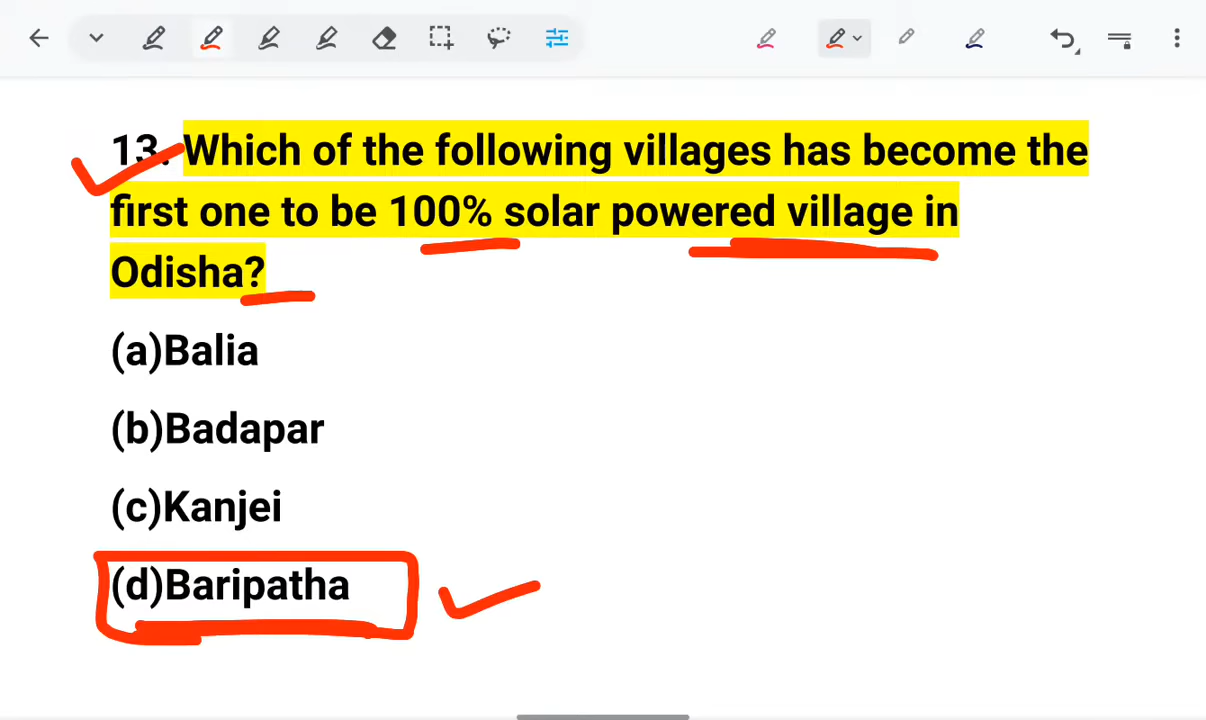 13. Which of the following villages has become the
first one to be 100% solar powered village in
Odisha?
(a)Balia
(b)Badapar
(c)Kanjei
(d)Baripatha